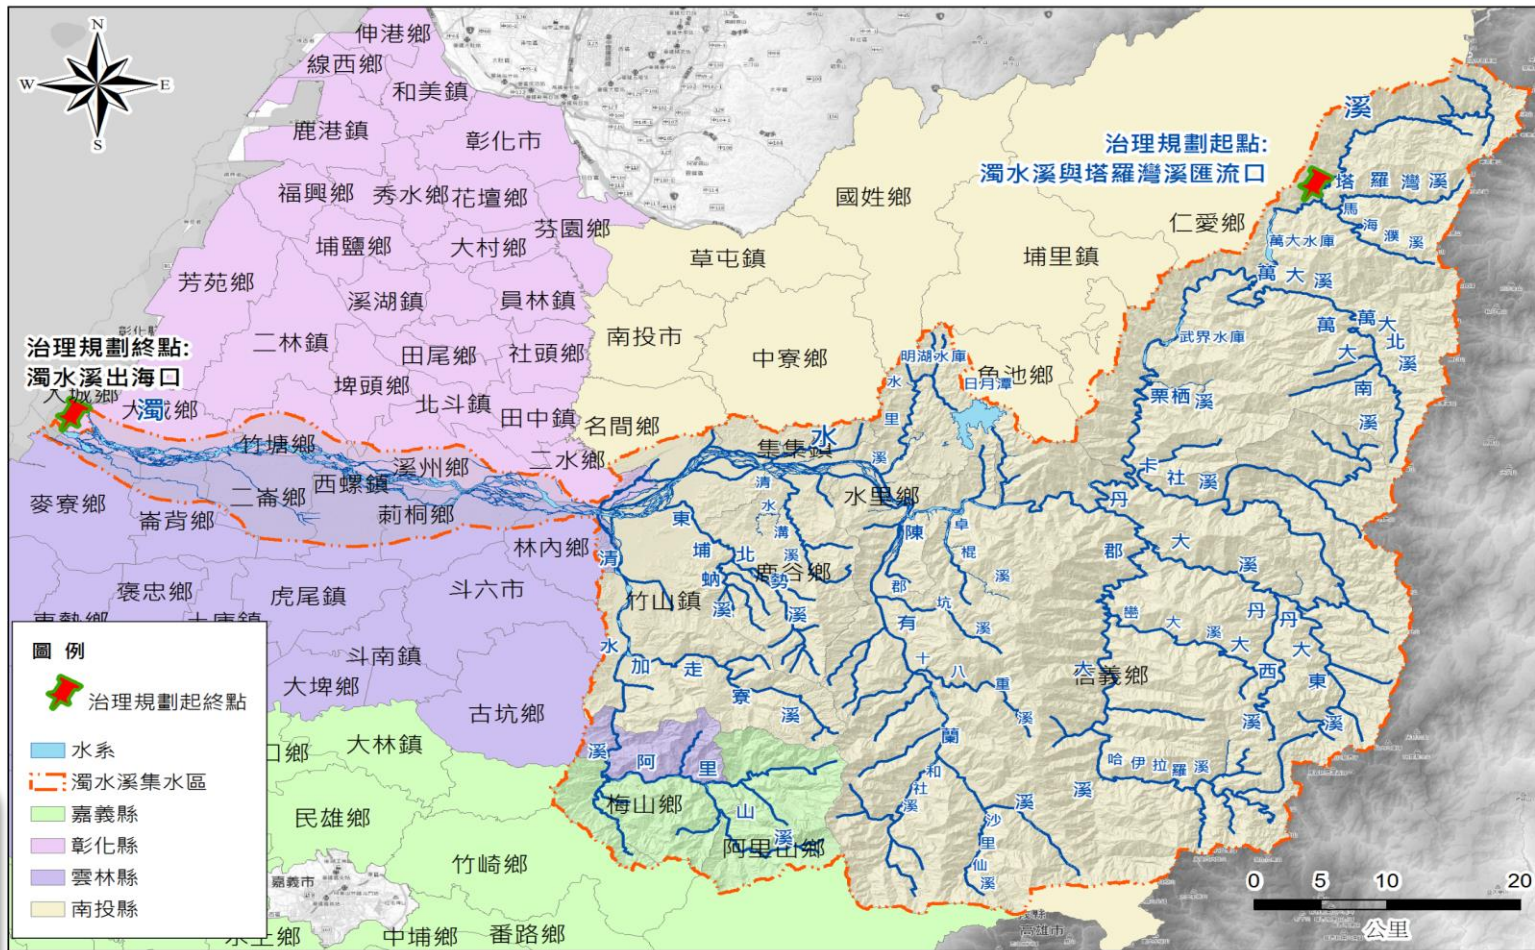 N
W
E
S
伸港鄉
線西鄉
和美鎮
鹿港鎮
彰化市
福興鄉
秀水鄉
花壇鄉
芬園鄉
埔鹽鄉
大村鄉
芳苑鄉
溪湖鎮
員林鎮
二林鎮
田尾鄉
社頭鄉
埤頭鄉
北斗鎮
田中鎮
竹塘鄉
溪州鄉
二水鄉
治理規劃終點:
濁水溪出海口
濁
水
溪
治理規劃起點:
濁水溪與塔羅灣溪匯流口
國姓鄉
仁愛鄉
草屯鎮
埔里鎮
南投市
中寮鄉
魚池鄉
名間鄉
集集鎮
水里鄉
鹿谷鄉
竹山鎮
信義鄉
塔羅灣溪
馬海濮溪
萬大水庫
萬大溪
萬大北溪
萬大南溪
武界水庫
栗栖溪
卡社溪
丹大溪
郡大溪
巒大溪
丹大西溪
丹大東溪
哈伊拉羅溪
明湖水庫
日月潭
水里溪
清水溝溪
東埔蚋溪
北勢溪
陳有蘭溪
卓棍溪
郡坑溪
十八重溪
和社溪
沙里仙溪
清水溪
加走寮溪
阿里山溪
麥寮鄉
崙背鄉
二崙鄉
西螺鎮
莿桐鄉
林內鄉
褒忠鄉
虎尾鎮
斗六市
斗南鎮
大埤鄉
古坑鄉
大林鎮
民雄鄉
梅山鄉
阿里山鄉
竹崎鄉
嘉義市
中埔鄉
番路鄉
高雄市
圖 例
治理規劃起終點
水系
濁水溪集水區
嘉義縣
彰化縣
雲林縣
南投縣
0 5 10 20
公里